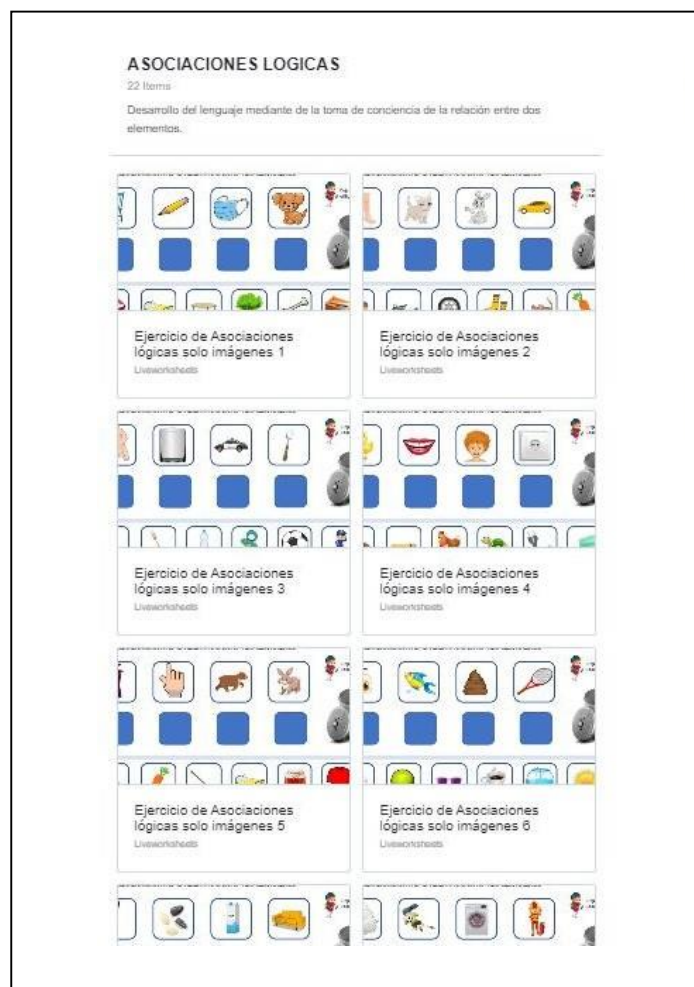 ASOCIACIONES LOGICAS
22 Items
Desarrollo del lenguaje mediante de la toma de conciencia de la relación entre dos
elementos.
Ejercicio de Asociaciones
lógicas solo imágenes 1
Liveworksheets
Ejercicio de Asociaciones
lógicas solo imágenes 2
Liveworksheets
Ejercicio de Asociaciones
lógicas solo imágenes 3
Liveworksheets
Ejercicio de Asociaciones
lógicas solo imágenes 4
Liveworksheets
Ejercicio de Asociaciones
lógicas solo imágenes 5
Liveworksheets
Ejercicio de Asociaciones
lógicas solo imágenes 6
Liveworksheets